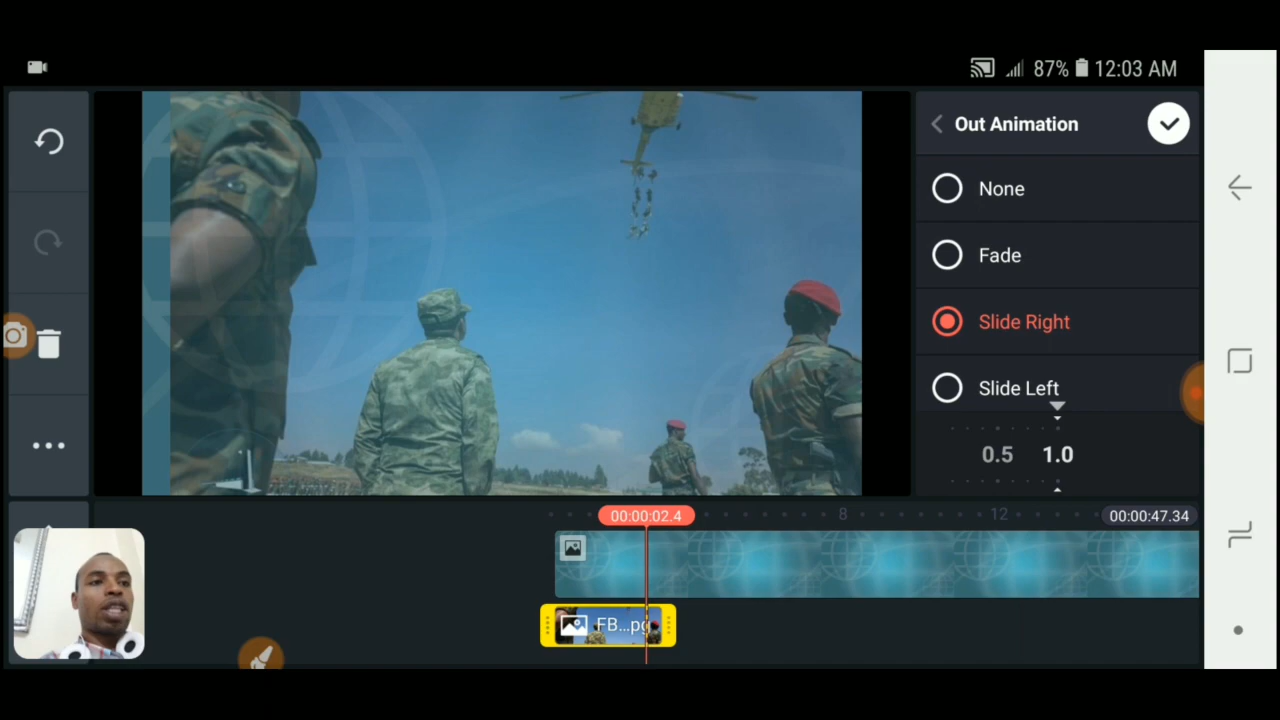 87% 12:03 AM
Out Animation
None
Fade
Slide Right
Slide Left
0.5 1.0
00:00:02.4 8 12 00:00:47.34
FB...pg